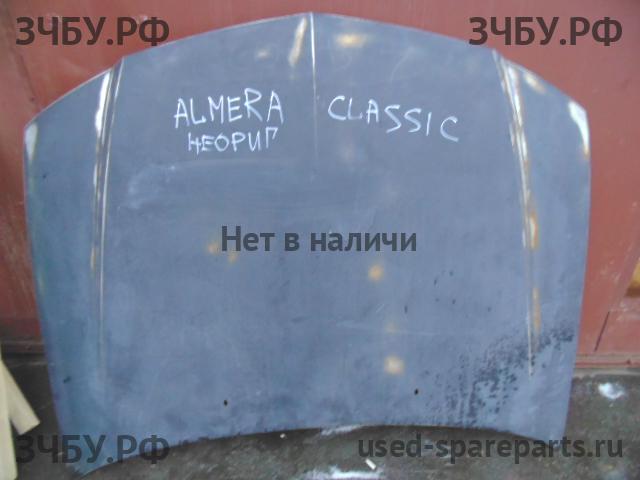 ЗЧБУ.РФ ЗЧБУ.РФ
ALMERA CLASSIC
НЕОРИГ
Нет в наличи
ЗЧБУ.РФ used-spareparts.ru